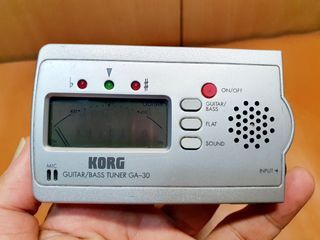 ♭ ♯
ON/OFF
GUITAR/
BASS
FLAT
SOUND
KORG
MIC
GUITAR/BASS TUNER GA-30
INPUT